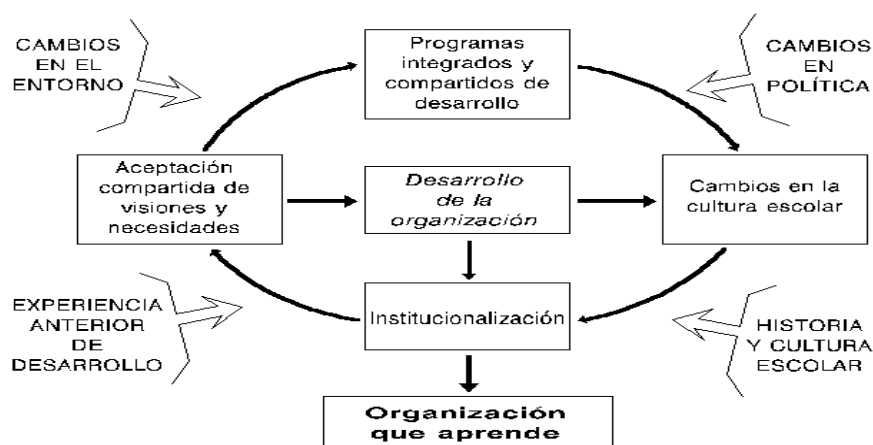 CAMBIOS
EN EL
ENTORNO
Programas
integrados y
compartidos de
desarrollo
CAMBIOS
EN
POLÍTICA
Aceptación
compartida de
visiones y
necesidades
Desarrollo
de la
organización
Cambios en la
cultura escolar
EXPERIENCIA
ANTERIOR
DE
DESARROLLO
Institucionalización
HISTORIA
Y CULTURA
ESCOLAR
Organización
que aprende